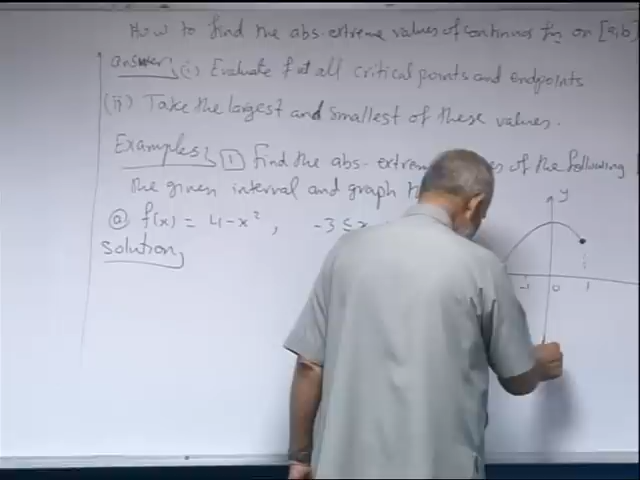 How to find the abs. extreme values of continuos fn on [a,b]
answer, (i) Evaluate f at all critical points and endpoints
(ii) Take the largest and smallest of these values.
Examples, 1 Find the abs. of the following
the given interval and graph
(a) f(x) = 4-x², -3 ≤
solution,
y
-1 0 1